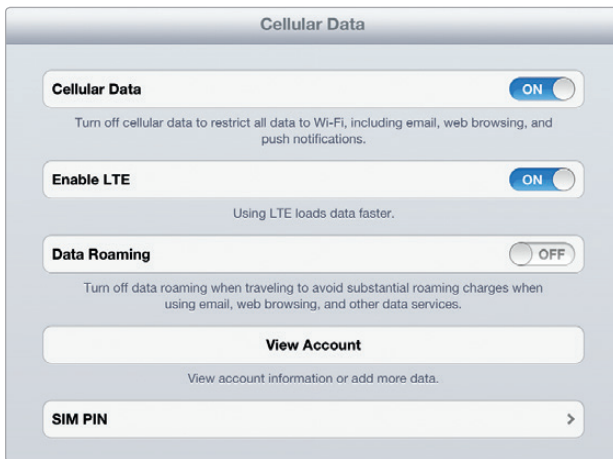 Cellular Data
Cellular Data
ON
Turn off cellular data to restrict all data to Wi-Fi, including email, web browsing, and
push notifications.
Enable LTE
ON
Using LTE loads data faster.
Data Roaming
OFF
Turn off data roaming when traveling to avoid substantial roaming charges when
using email, web browsing, and other data services.
View Account
View account information or add more data.
SIM PIN